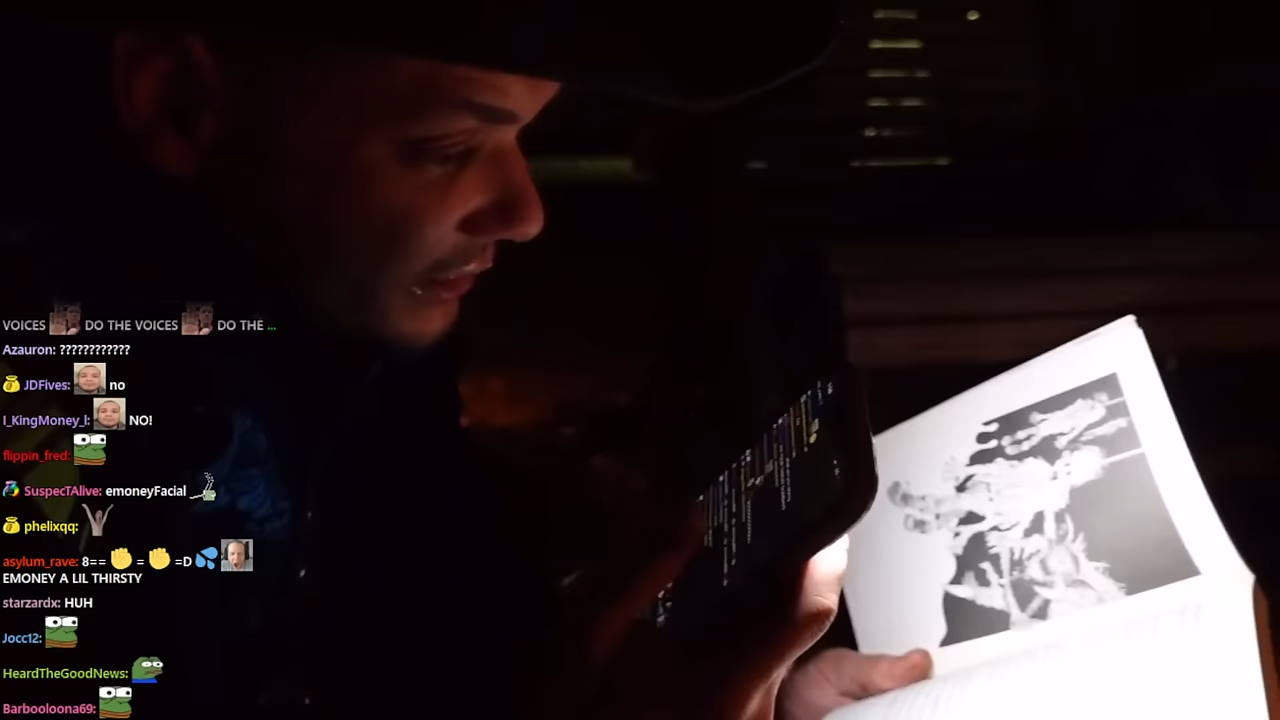 VOICES DO THE VOICES DO THE ...
Azauron: ????????????
JDFives: no
I_KingMoney_I: NO!
flippin_fred:
SuspecTAlive: emoneyFacial
phelixqq:
asylum_rave: 8== ✊ = ✊ =D 💦
EMONEY A LIL THIRSTY
starzardx: HUH
Jocc12:
HeardTheGoodNews:
Barbooloona69: